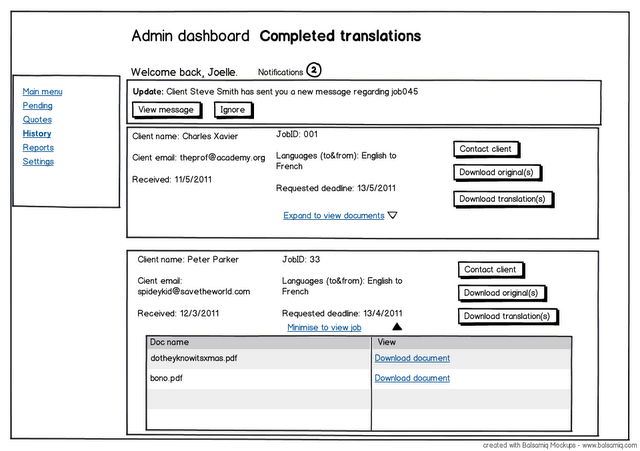 Admin dashboard Completed translations
Welcome back, Joelle. Notifications 2
Main menu
Pending
Quotes
History
Reports
Settings
Update: Client Steve Smith has sent you a new message regarding job045
View message Ignore
Client name: Charles Xavier
Cient email: theprof@academy.org
Received: 11/5/2011
JobID: 001
Languages (to&from): English to
French
Requested deadline: 13/5/2011
Expand to view documents
Contact client
Download original(s)
Download translation(s)
Client name: Peter Parker
Cient email:
spideykid@savetheworld.com
Received: 12/3/2011
JobID: 33
Languages (to&from): English to
French
Requested deadline: 13/4/2011
Minimise to view job
Contact client
Download original(s)
Download translation(s)
Doc name View
dotheyknowitsxmas.pdf Download document
bono.pdf Download document
created with Balsamiq Mockups - www.balsamiq.com